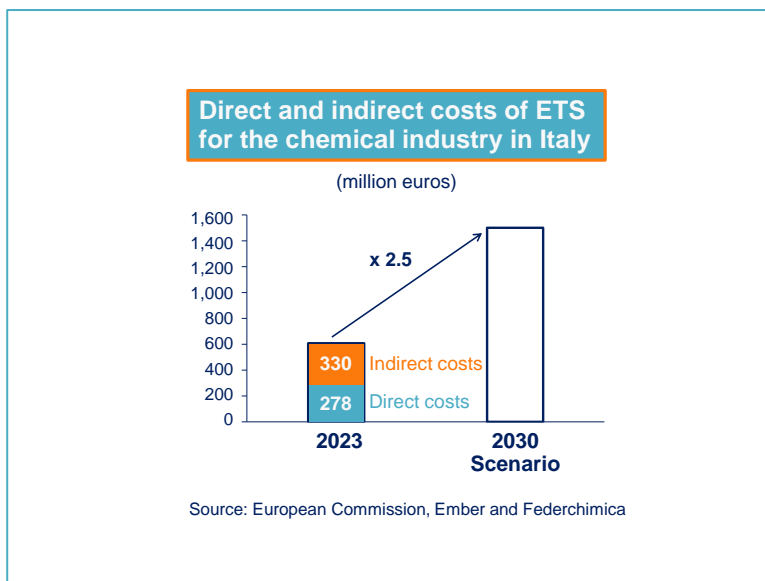 Direct and indirect costs of ETS
for the chemical industry in Italy
(million euros)
1,600
1,400
1,200
1,000
800
600
400
200
0
x 2.5
330 Indirect costs
278 Direct costs
2023
2030
Scenario
Source: European Commission, Ember and Federchimica